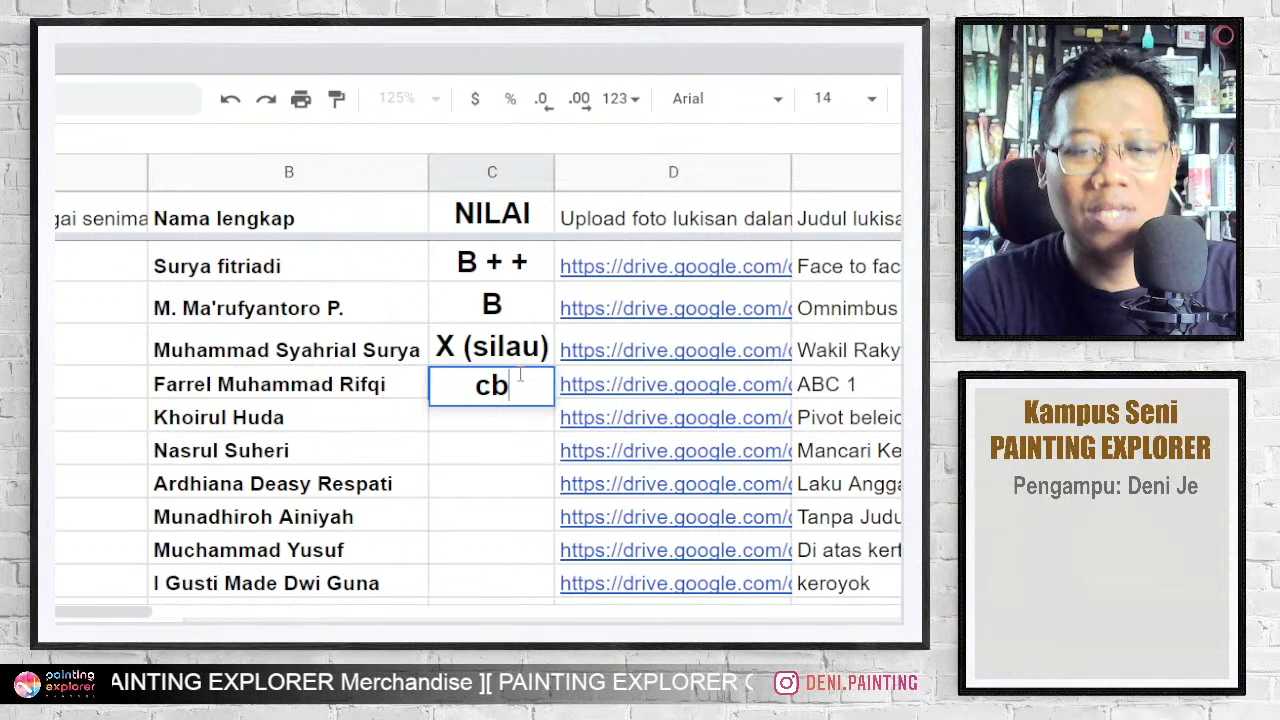 125%
$ % .0 .00 123
Arial
14
B C D
gai senima Nama lengkap NILAI Upload foto lukisan dalan Judul lukisa
Surya fitriadi B + + https://drive.google.com/ Face to fac
M. Ma'rufyantoro P. B https://drive.google.com/ Omnimbus
Muhammad Syahrial Surya X (silau) https://drive.google.com/ Wakil Raky
Farrel Muhammad Rifqi cb https://drive.google.com/ ABC 1
Khoirul Huda https://drive.google.com/ Pivot beleid
Nasrul Suheri https://drive.google.com/ Mancari Ke
Ardhiana Deasy Respati https://drive.google.com/ Laku Angga
Munadhiroh Ainiyah https://drive.google.com/ Tanpa Judu
Muchammad Yusuf https://drive.google.com/ Di atas kert
I Gusti Made Dwi Guna https://drive.google.com/ keroyok
Kampus Seni
PAINTING EXPLORER
Pengampu: Deni Je
painting
explorer
AINTING EXPLORER Merchandise ][ PAINTING EXPLORER
DENI.PAINTING